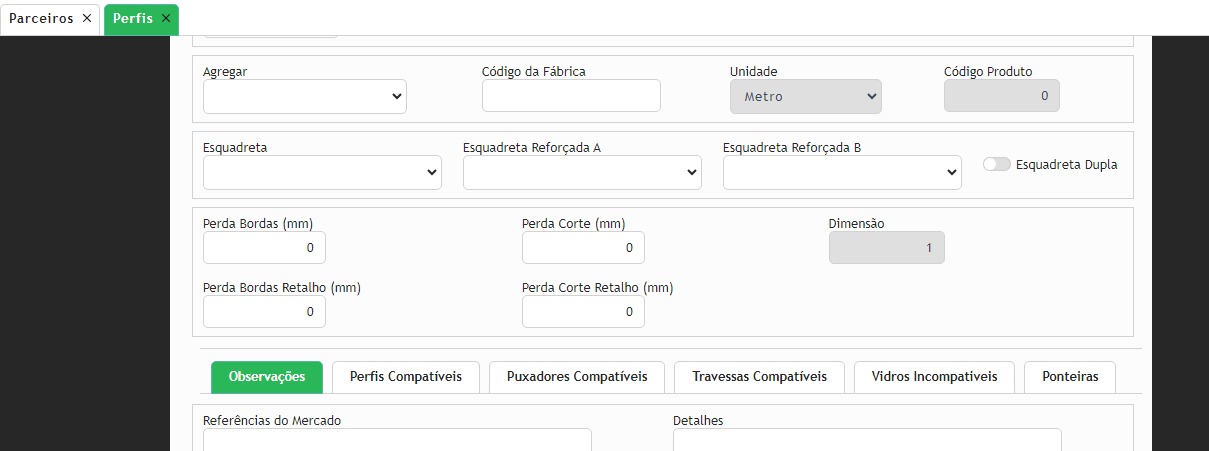 Parceiros × Perfis ×
Agregar Código da Fábrica Unidade Código Produto
Metro 0
Esquadreta Esquadreta Reforçada A Esquadreta Reforçada B
Esquadreta Dupla
Perda Bordas (mm) Perda Corte (mm) Dimensão
0 0 1
Perda Bordas Retalho (mm) Perda Corte Retalho (mm)
0 0
Observações Perfis Compatíveis Puxadores Compatíveis Travessas Compatíveis Vidros Incompativeis Ponteiras
Referências do Mercado Detalhes